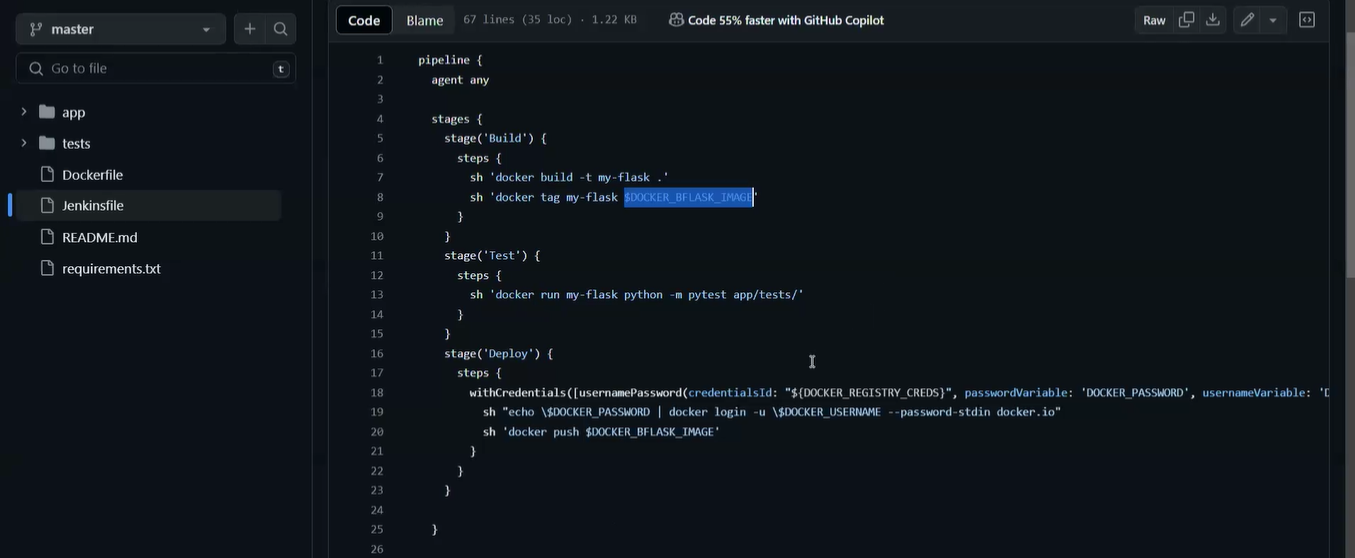 master
Go to file
t
app
tests
Dockerfile
Jenkinsfile
README.md
requirements.txt
Code Blame 67 lines (35 loc) · 1.22 KB Code 55% faster with GitHub Copilot Raw
1 pipeline {
2 agent any
3
4 stages {
5 stage('Build') {
6 steps {
7 sh 'docker build -t my-flask .'
8 sh 'docker tag my-flask $DOCKER_BFLASK_IMAGE'
9 }
10 }
11 stage('Test') {
12 steps {
13 sh 'docker run my-flask python -m pytest app/tests/'
14 }
15 }
16 stage('Deploy') {
17 steps {
18 withCredentials([usernamePassword(credentialsId: "${DOCKER_REGISTRY_CREDS}", passwordVariable: 'DOCKER_PASSWORD', usernameVariable: 'D
19 sh "echo \$DOCKER_PASSWORD | docker login -u \$DOCKER_USERNAME --password-stdin docker.io"
20 sh 'docker push $DOCKER_BFLASK_IMAGE'
21 }
22 }
23 }
24
25 }
26